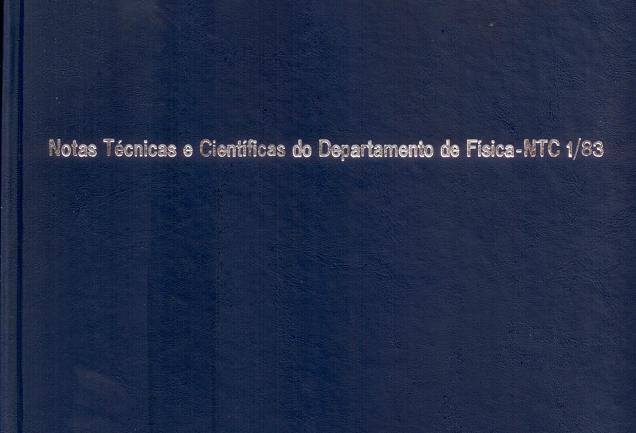 Notas Técnicas e Científicas do Departamento de Física-NTC 1/83